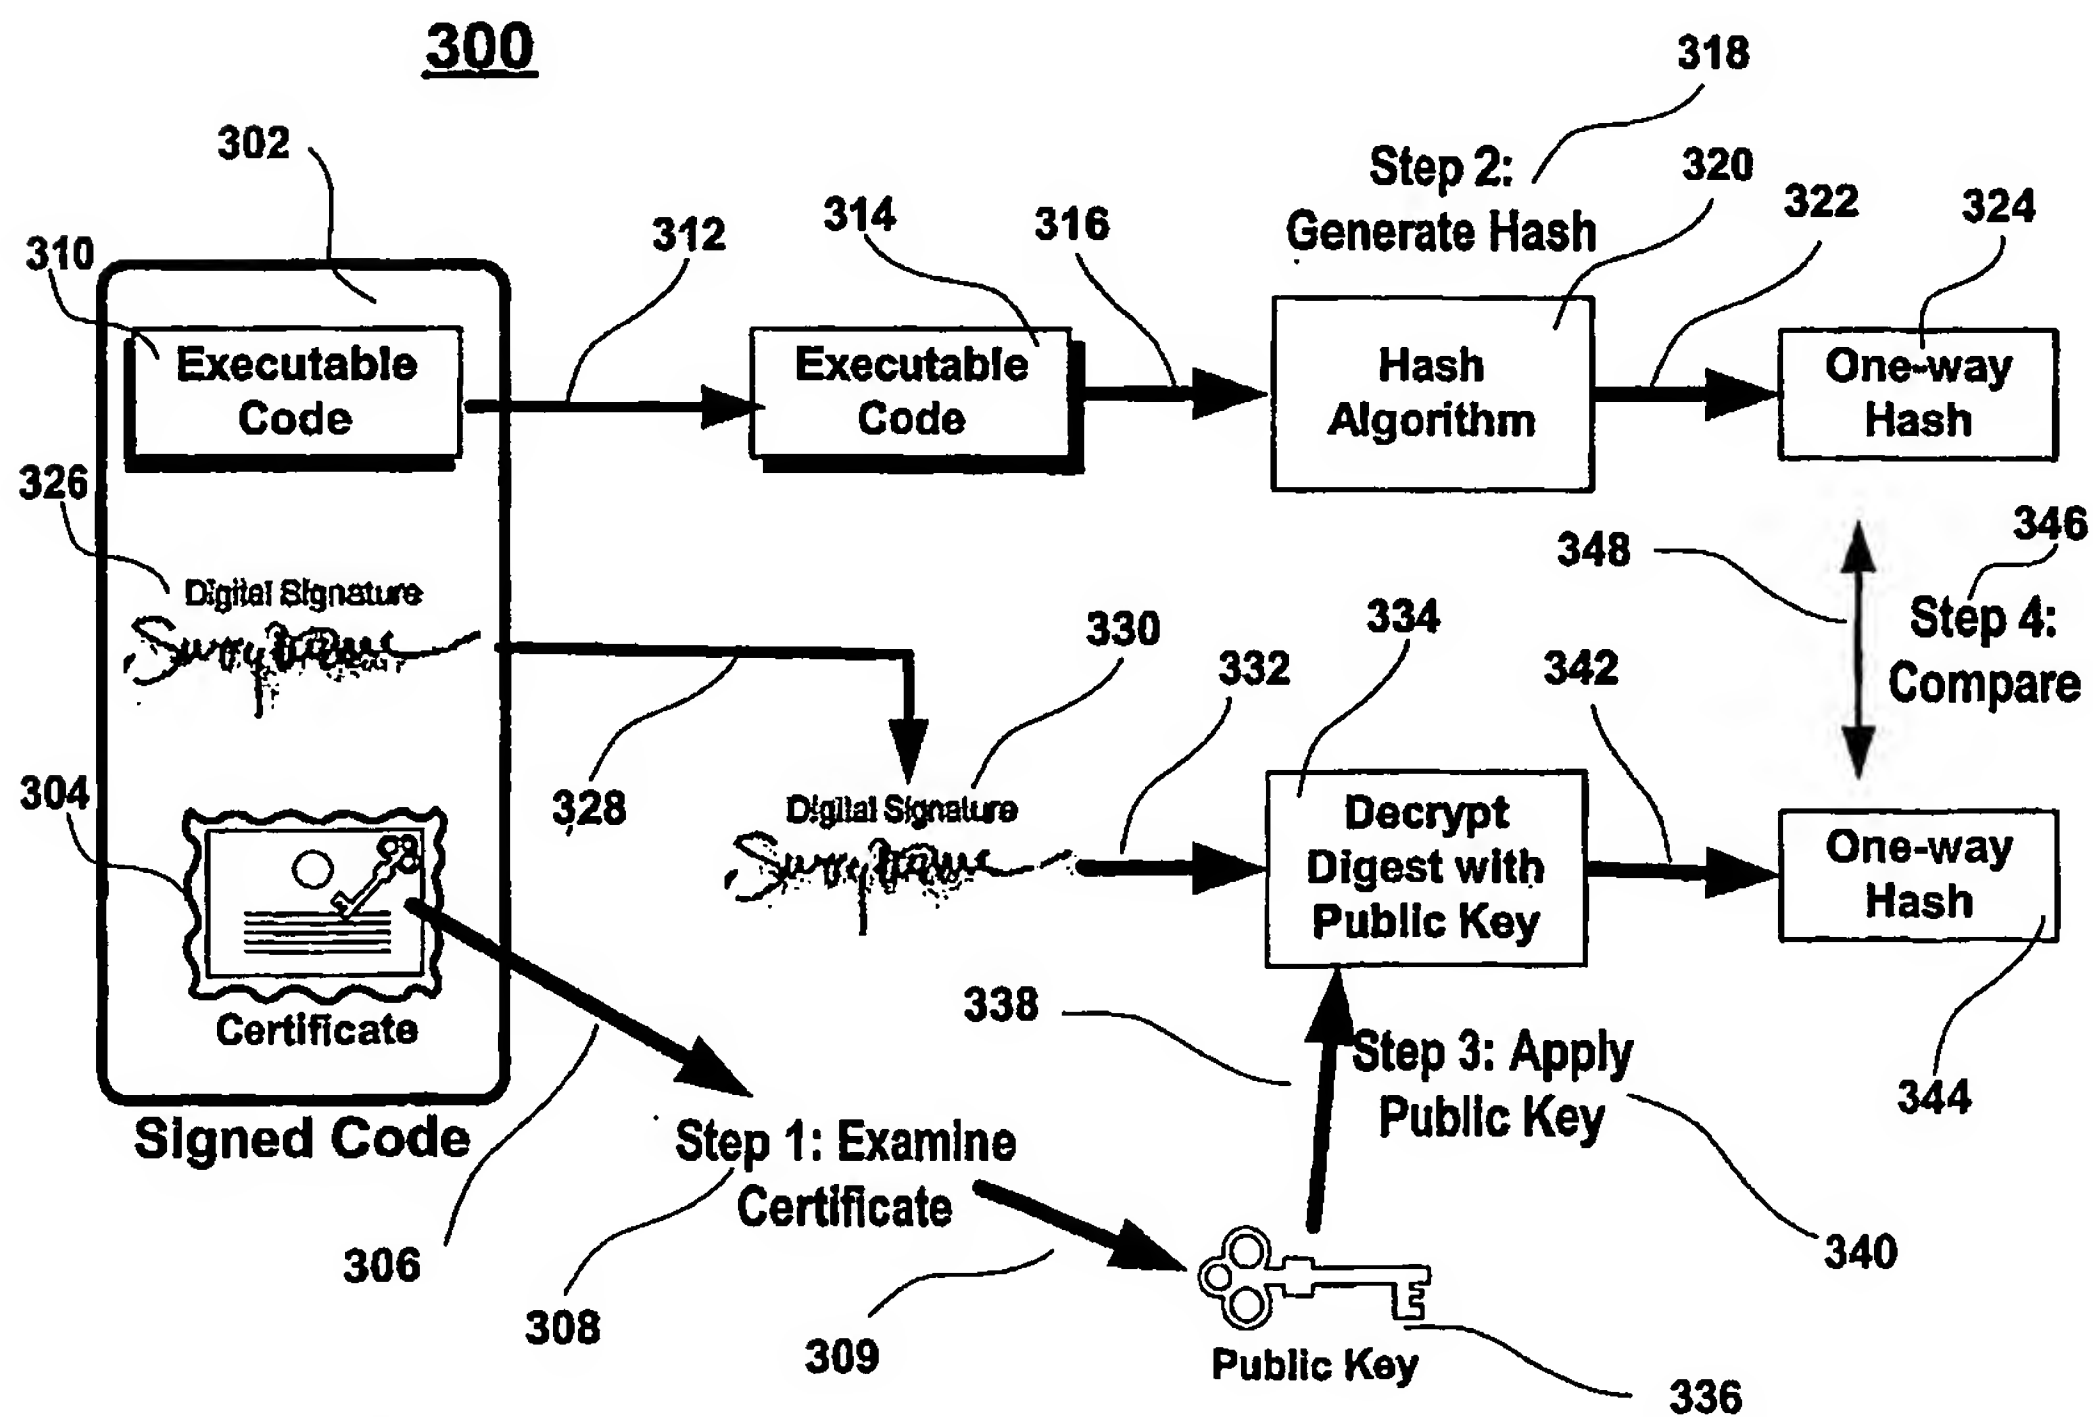 300
318
302
Step 2:
320
310
312
314
316
Generate Hash
322
324
Executable
Code
Executable
Code
Hash
Algorithm
One-way
Hash
326
348
346
Digital Signature
334
Step 4:
Compare
330
332
342
304
328
Digital Signature
Decrypt
Digest with
Public Key
One-way
Hash
Certificate
338
Step 3: Apply
Public Key
344
Signed Code
Step 1: Examine
Certificate
306
308
309
340
Public Key
336